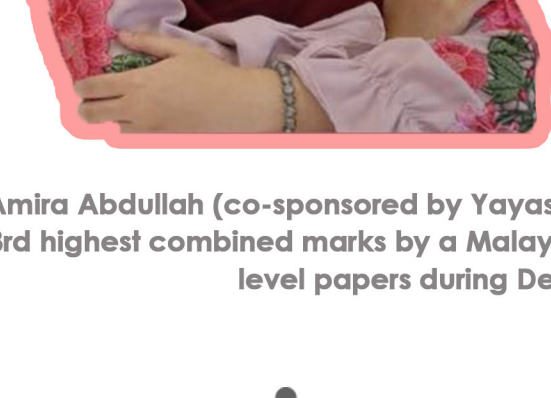 Amira Abdullah (co-sponsored by Yayas
3rd highest combined marks by a Malay
level papers during De